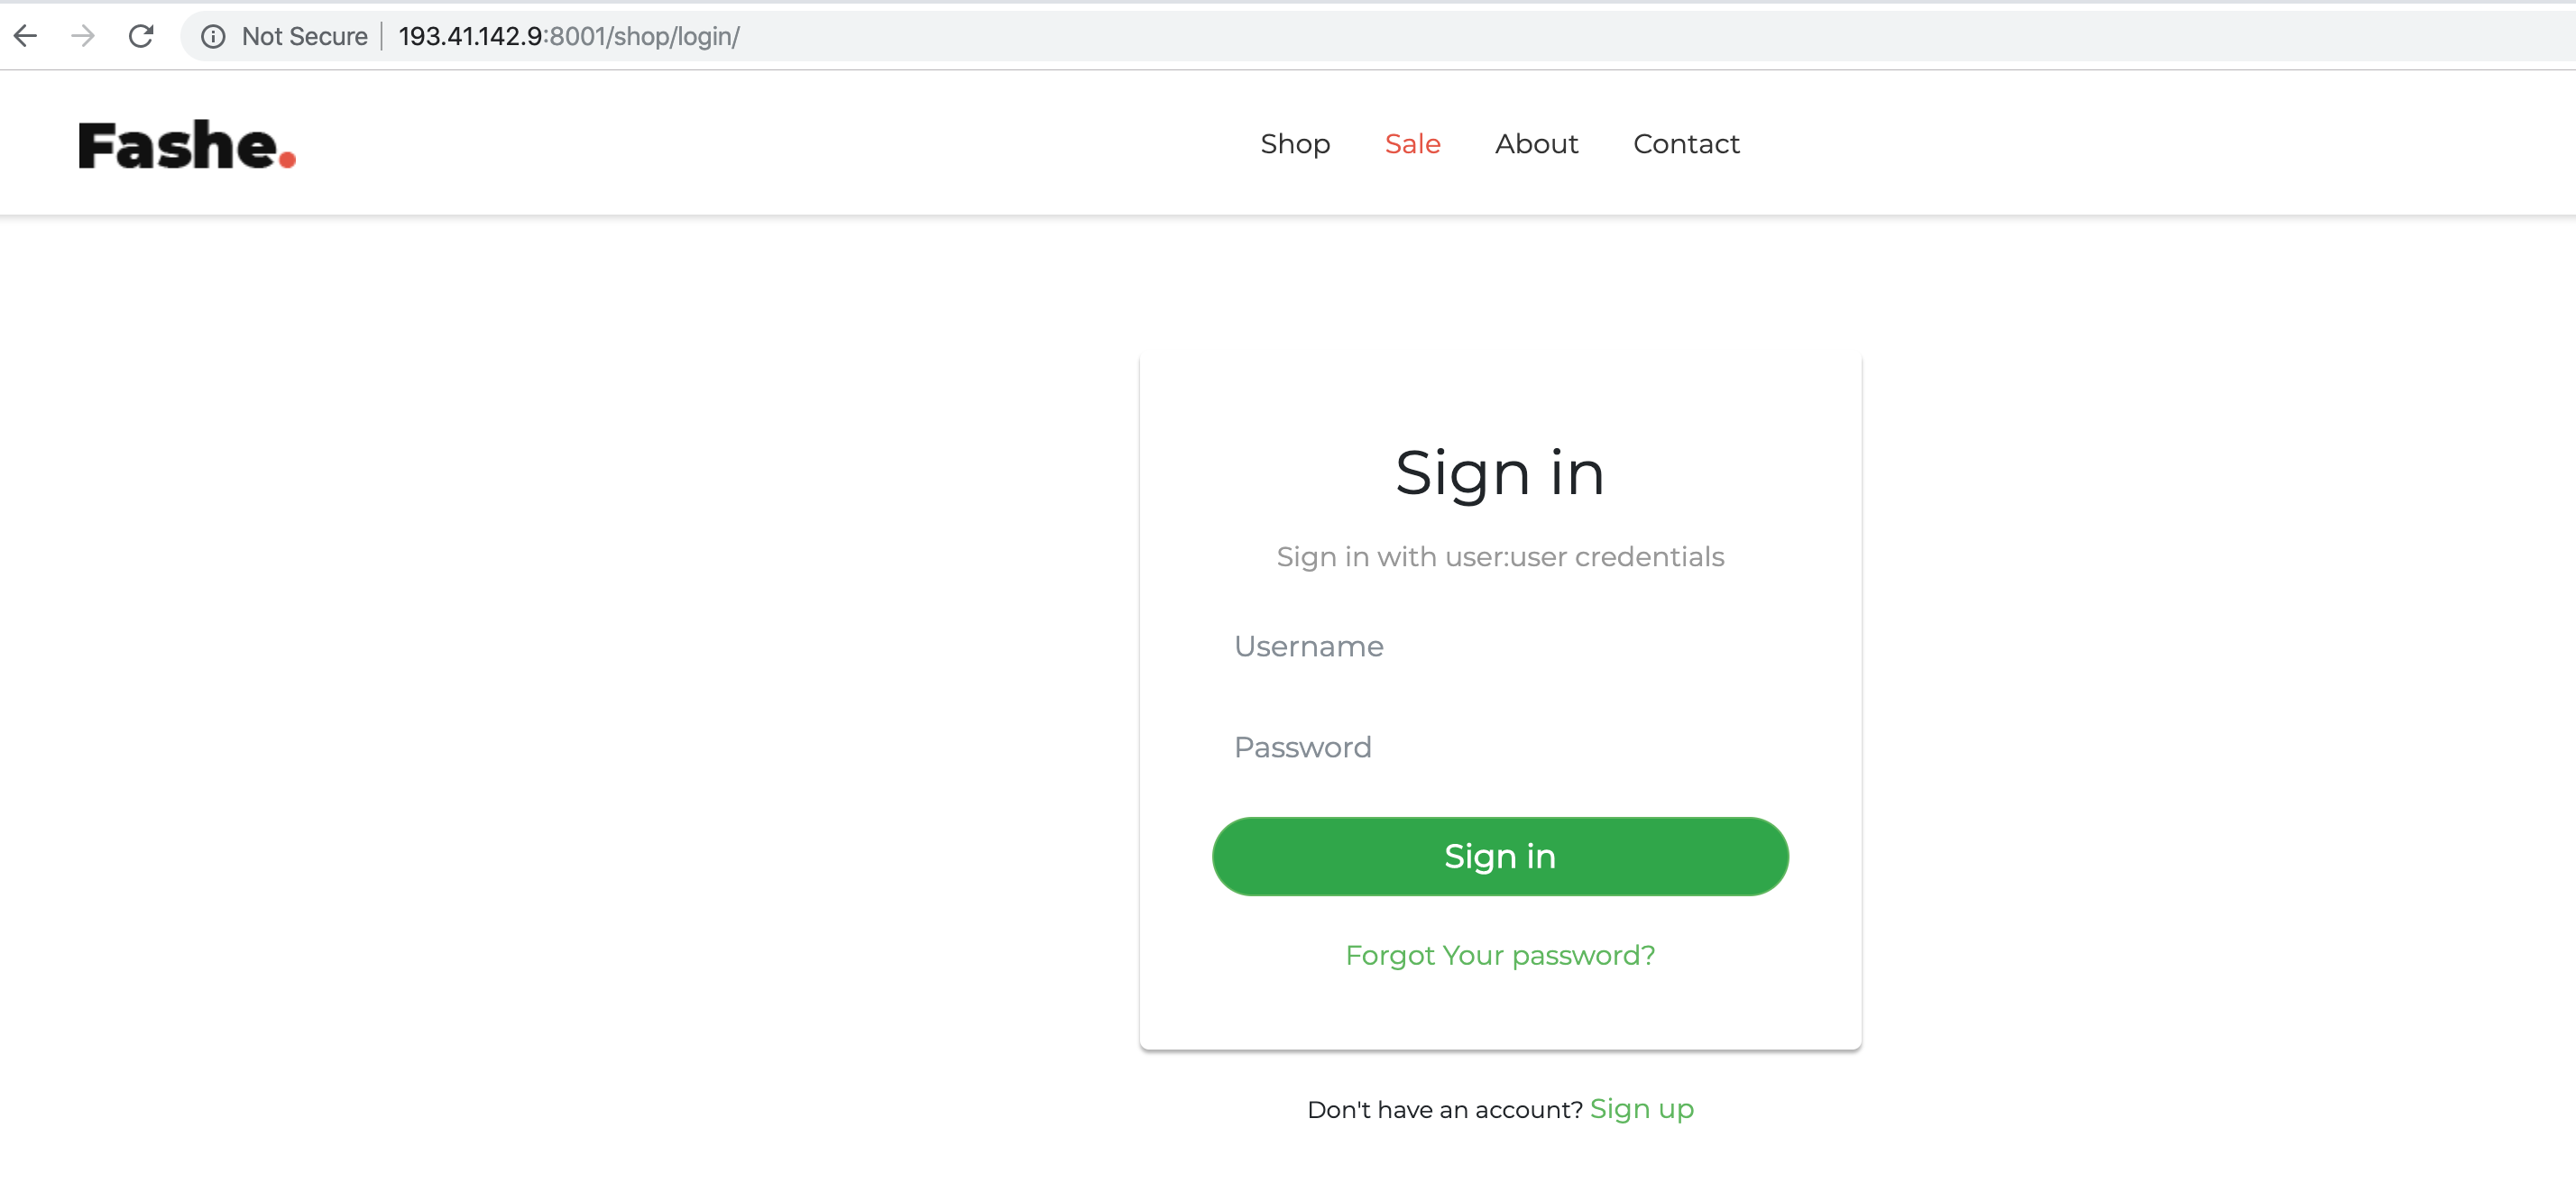 Not Secure 193.41.142.9:8001/shop/login/
Fashe. Shop Sale About Contact
Sign in
Sign in with user:user credentials
Username
Password
Sign in
Forgot Your password?
Don't have an account? Sign up